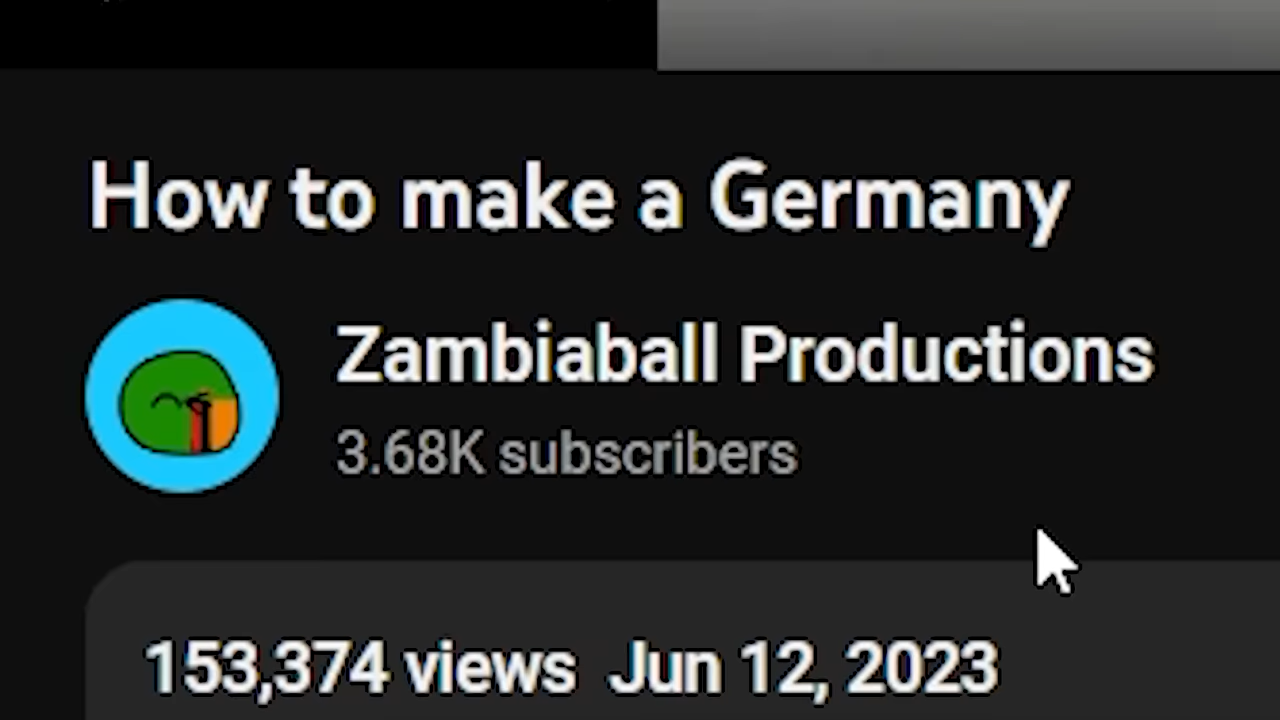 How to make a Germany
Zambiaball Productions
3.68K subscribers
153,374 views Jun 12, 2023